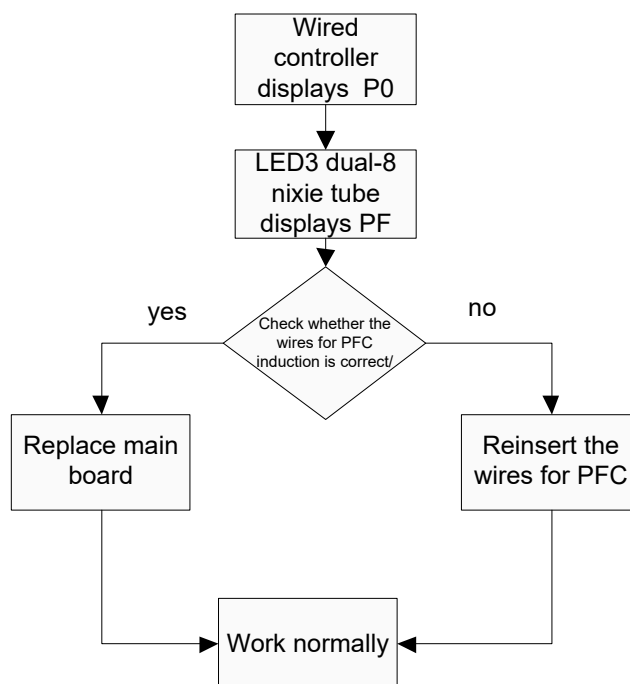 Wired
controller
displays P0
LED3 dual-8
nixie tube
displays PF
yes
no
Check whether the
wires for PFC
induction is correct/
Replace main
board
Reinsert the
wires for PFC
Work normally